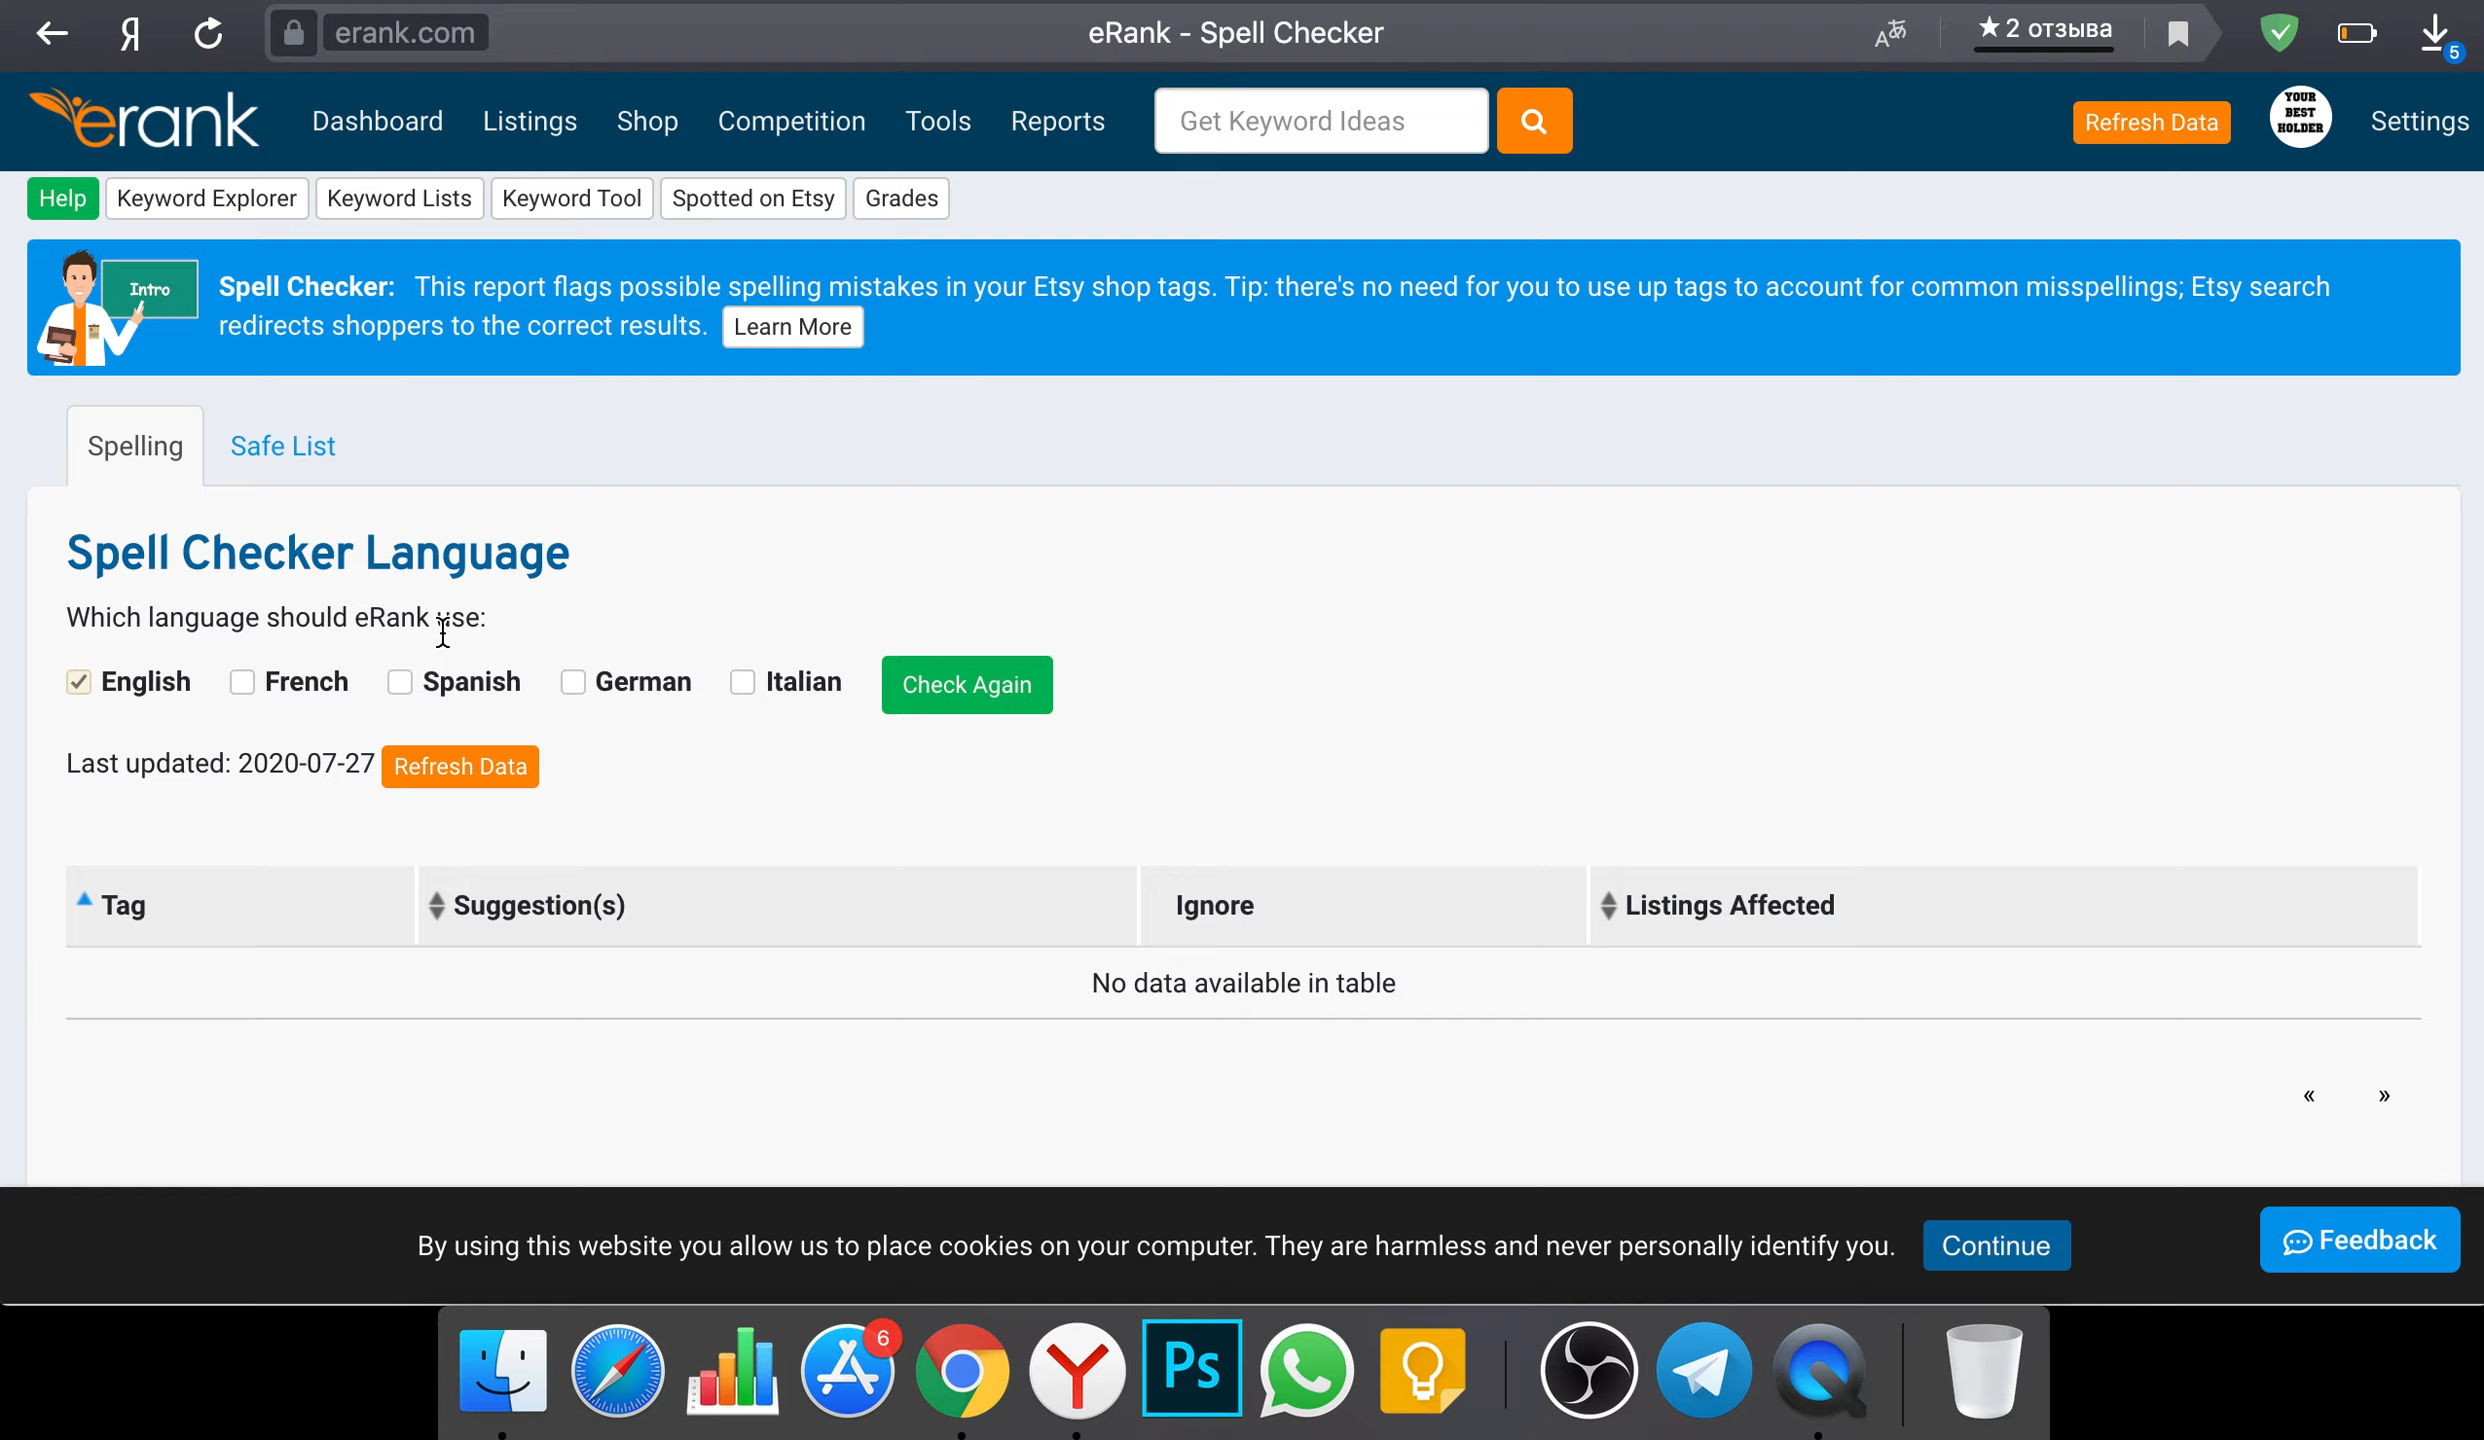 Я erank.com eRank - Spell Checker ★ 2 отзыва 5
erank Dashboard Listings Shop Competition Tools Reports Get Keyword Ideas Refresh Data YOUR BEST HOLDER Settings
Help Keyword Explorer Keyword Lists Keyword Tool Spotted on Etsy Grades
Intro
Spell Checker: This report flags possible spelling mistakes in your Etsy shop tags. Tip: there's no need for you to use up tags to account for common misspellings; Etsy search
redirects shoppers to the correct results. Learn More
Spelling Safe List
Spell Checker Language
Which language should eRank use:
English French Spanish German Italian Check Again
Last updated: 2020-07-27 Refresh Data
Tag Suggestion(s) Ignore Listings Affected
No data available in table
« »
By using this website you allow us to place cookies on your computer. They are harmless and never personally identify you. Continue Feedback
6 Ps